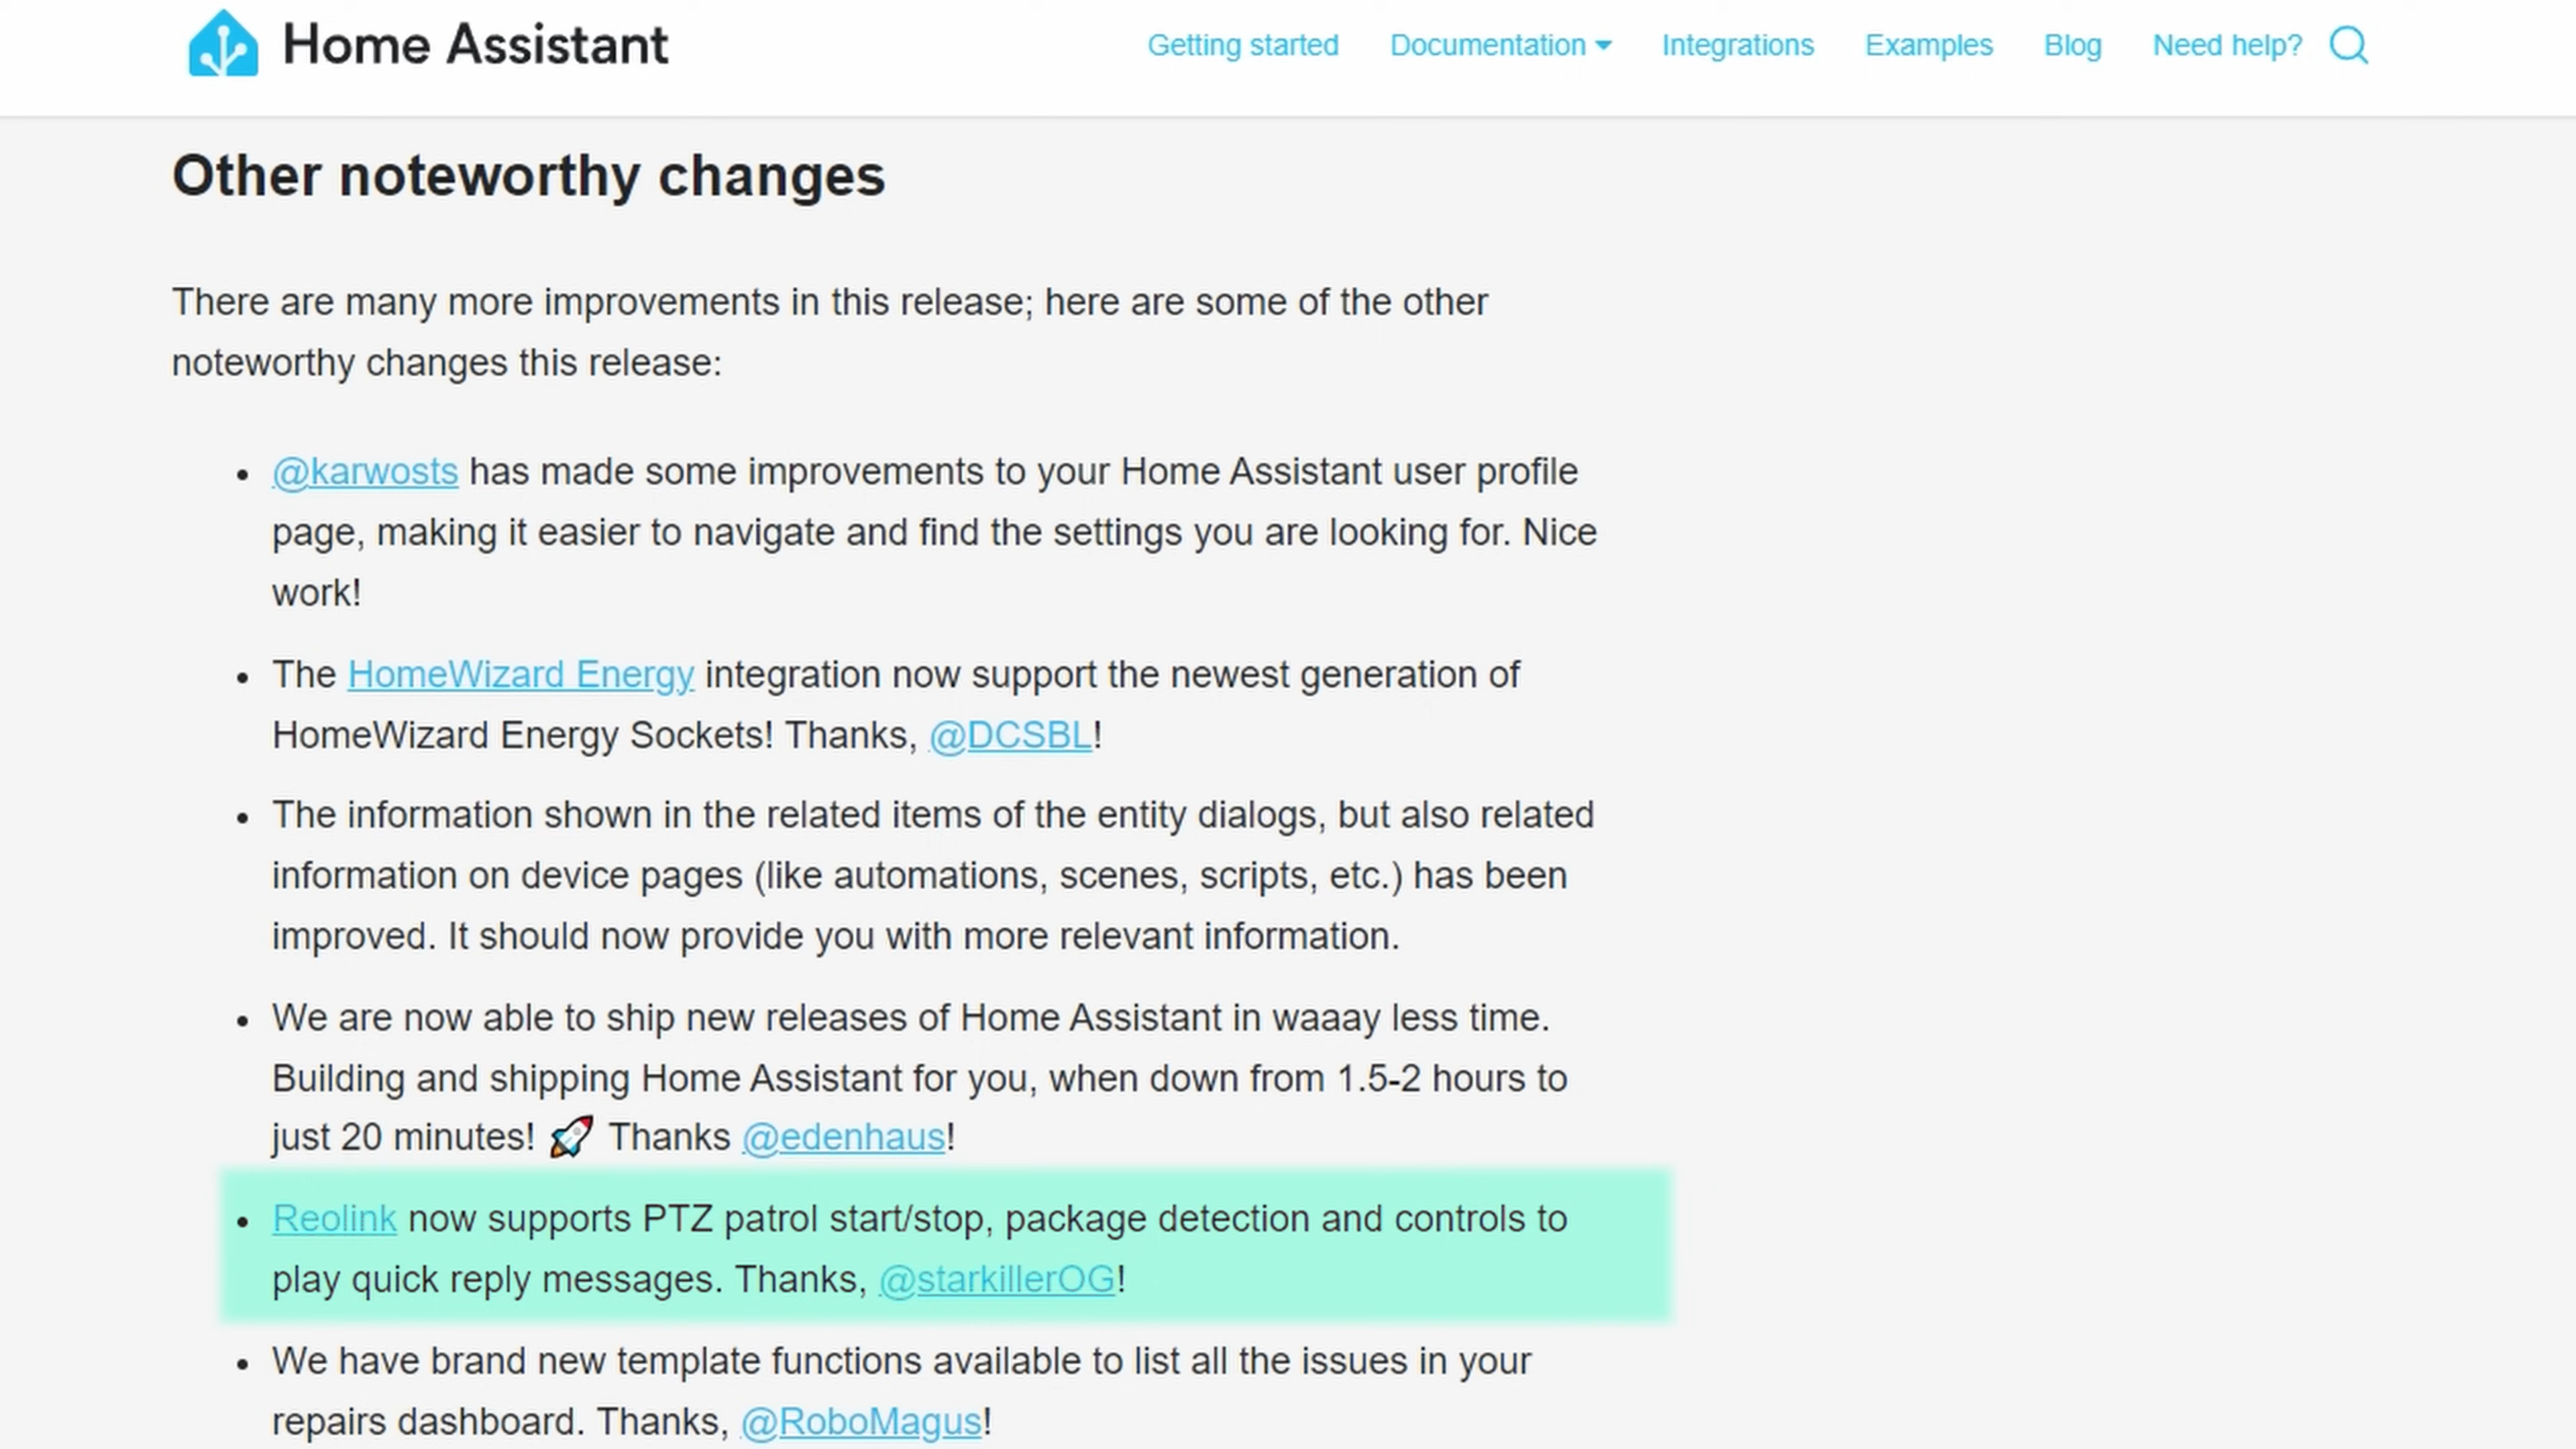 Home Assistant
Getting started Documentation Integrations Examples Blog Need help?
Other noteworthy changes
There are many more improvements in this release; here are some of the other
noteworthy changes this release:
@karwosts has made some improvements to your Home Assistant user profile
page, making it easier to navigate and find the settings you are looking for. Nice
work!
The HomeWizard Energy integration now support the newest generation of
HomeWizard Energy Sockets! Thanks, @DCSBL!
The information shown in the related items of the entity dialogs, but also related
information on device pages (like automations, scenes, scripts, etc.) has been
improved. It should now provide you with more relevant information.
We are now able to ship new releases of Home Assistant in waaay less time.
Building and shipping Home Assistant for you, when down from 1.5-2 hours to
just 20 minutes! 🚀 Thanks @edenhaus!
Reolink now supports PTZ patrol start/stop, package detection and controls to
play quick reply messages. Thanks, @starkillerOG!
We have brand new template functions available to list all the issues in your
repairs dashboard. Thanks, @RoboMagus!